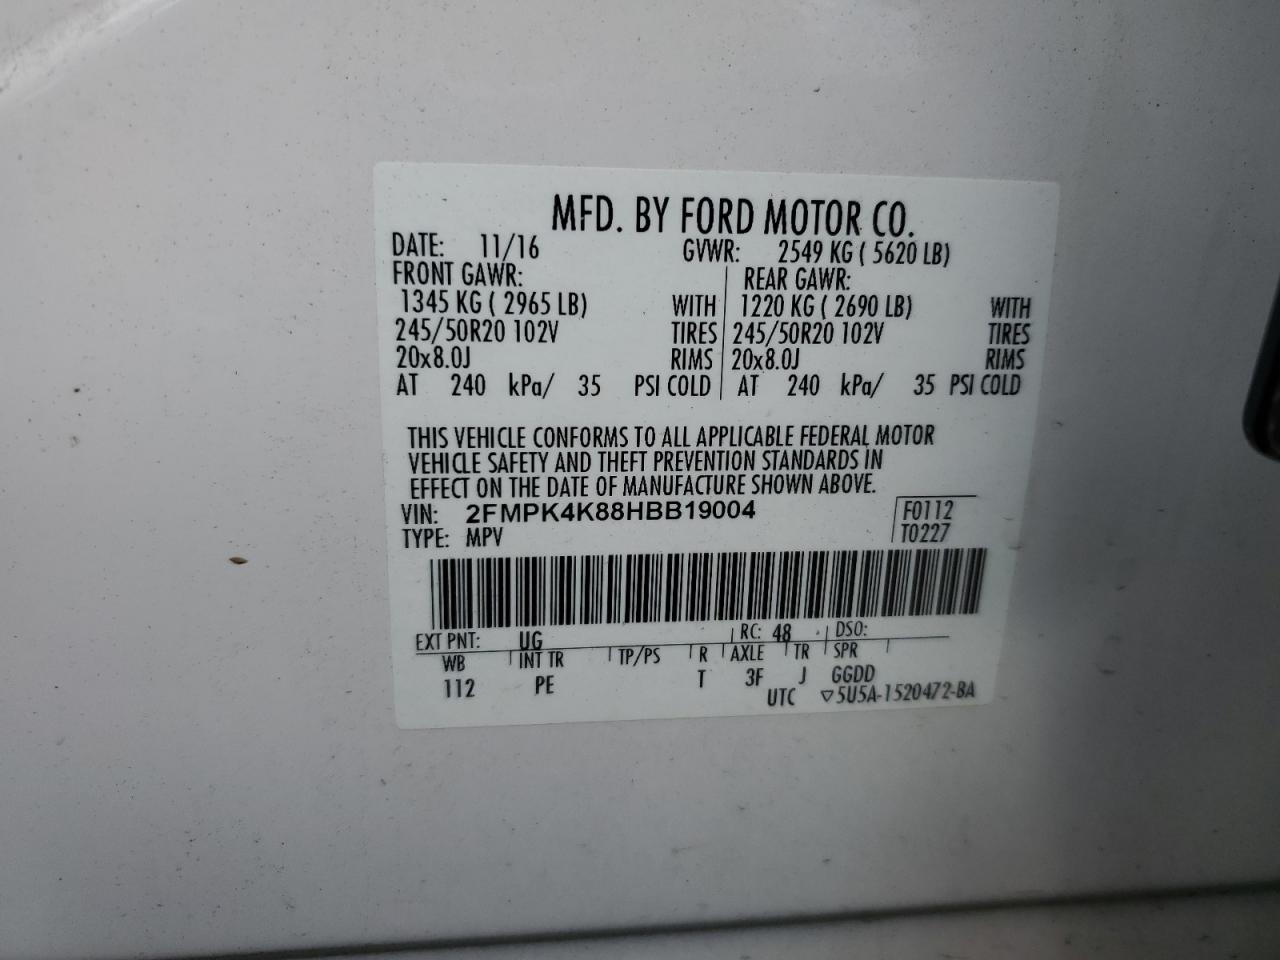 MFD. BY FORD MOTOR CO.
DATE: 11/16 GVWR: 2549 KG ( 5620 LB)
FRONT GAWR: REAR GAWR:
1345 KG ( 2965 LB) WITH 1220 KG ( 2690 LB) WITH
245/50R20 102V TIRES 245/50R20 102V TIRES
20x8.0J RIMS 20x8.0J RIMS
AT 240 kPa/ 35 PSI COLD AT 240 kPa/ 35 PSI COLD
THIS VEHICLE CONFORMS TO ALL APPLICABLE FEDERAL MOTOR
VEHICLE SAFETY AND THEFT PREVENTION STANDARDS IN
EFFECT ON THE DATE OF MANUFACTURE SHOWN ABOVE.
VIN: 2FMPK4K88HBB19004 F0112
TYPE: MPV T0227
EXT PNT: UG RC: 48 DSO:
WB INT TR TP/PS R AXLE TR SPR
112 PE T 3F J GGDD
UTC ▽5U5A-1520472-BA